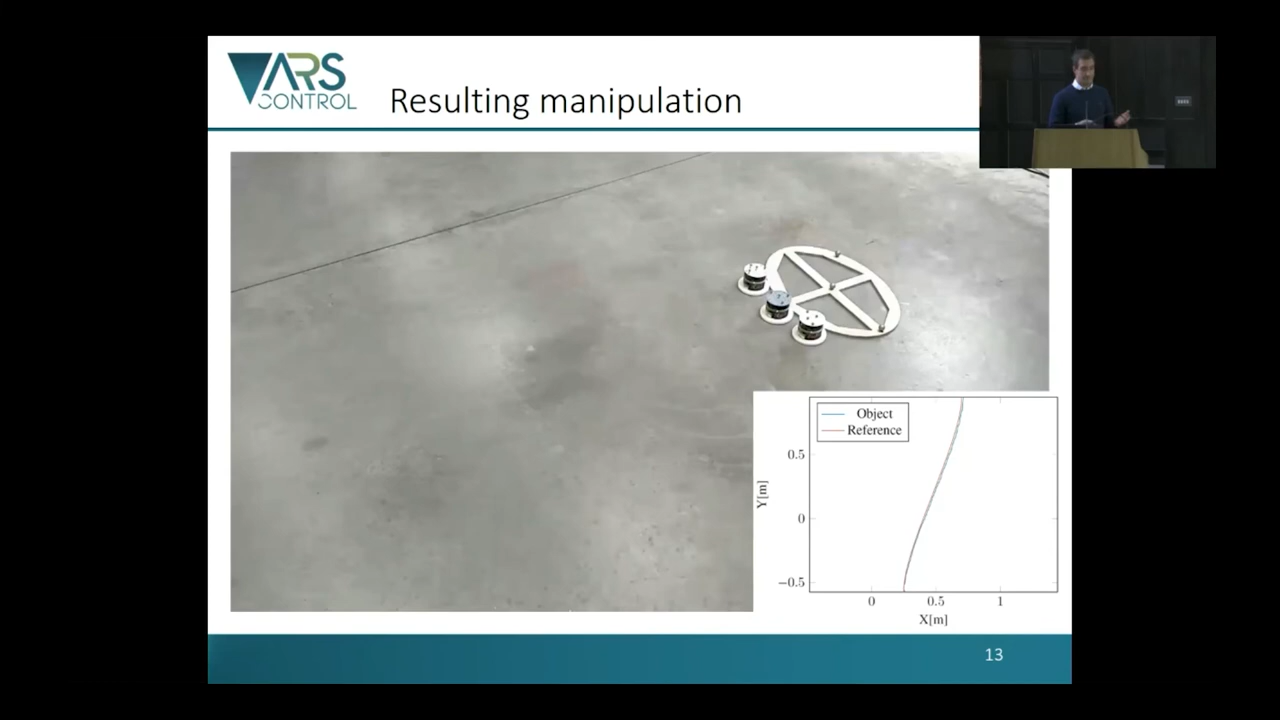 ARS
CONTROL
Resulting manipulation
Object
Reference
0.5
0
−0.5
Y[m]
0
0.5
1
X[m]
13